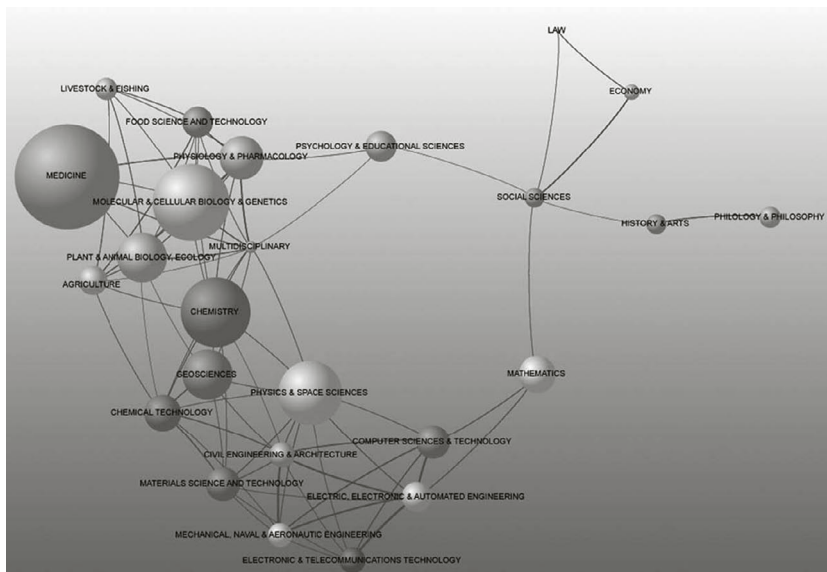 LAW
LIVESTOCK & FISHING
ECONOMY
FOOD SCIENCE AND TECHNOLOGY
PSYCHOLOGY & EDUCATIONAL SCIENCES
PHYSIOLOGY & PHARMACOLOGY
MEDICINE
SOCIAL SCIENCES
MOLECULAR & CELLULAR BIOLOGY & GENETICS
PHILOLOGY & PHILOSOPHY
HISTORY & ARTS
MULTIDISCIPLINARY
PLANT & ANIMAL BIOLOGY, ECOLOGY
AGRICULTURE
CHEMISTRY
GEOSCIENCES
MATHEMATICS
PHYSICS & SPACE SCIENCES
CHEMICAL TECHNOLOGY
COMPUTER SCIENCES & TECHNOLOGY
CIVIL ENGINEERING & ARCHITECTURE
MATERIALS SCIENCE AND TECHNOLOGY
ELECTRIC, ELECTRONIC & AUTOMATED ENGINEERING
MECHANICAL, NAVAL & AERONAUTIC ENGINEERING
ELECTRONIC & TELECOMMUNICATIONS TECHNOLOGY